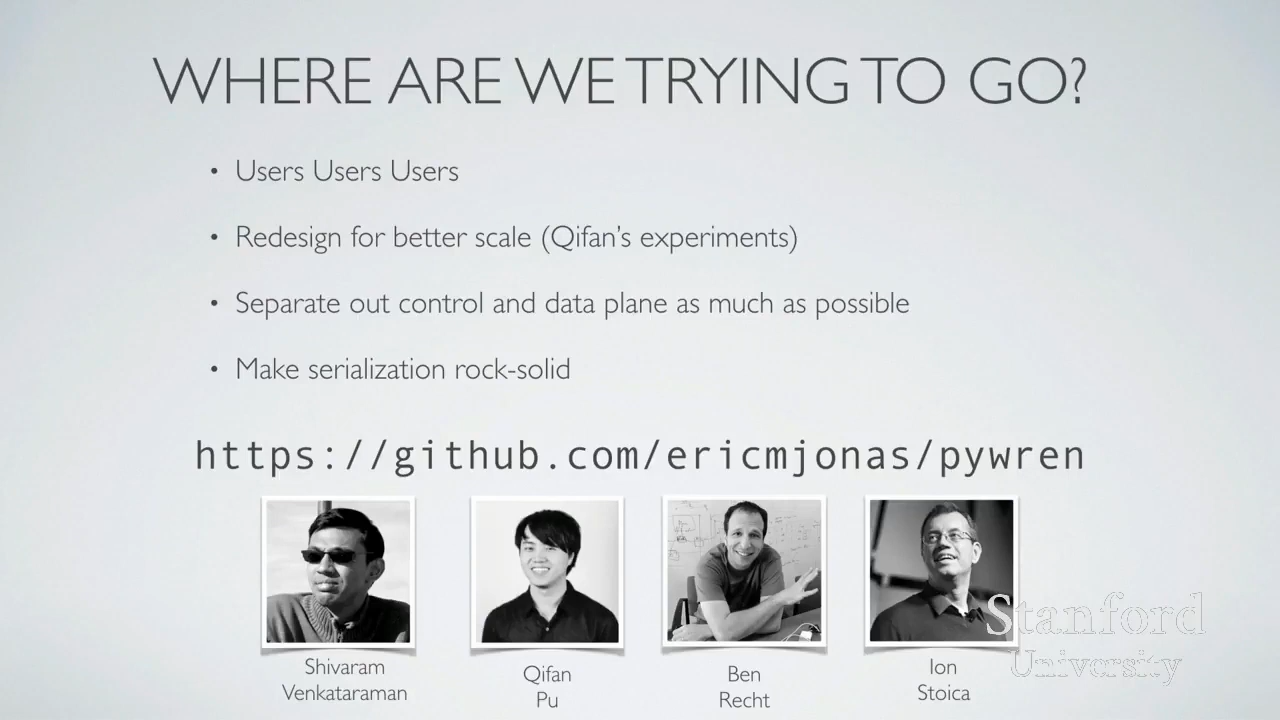 WHERE ARE WE TRYING TO GO?
• Users Users Users
• Redesign for better scale (Qifan's experiments)
• Separate out control and data plane as much as possible
• Make serialization rock-solid
https://github.com/ericmjonas/pywren
Shivaram
Venkataraman
Qifan
Pu
Ben
Recht
Ion
Stoica
Stanford
University